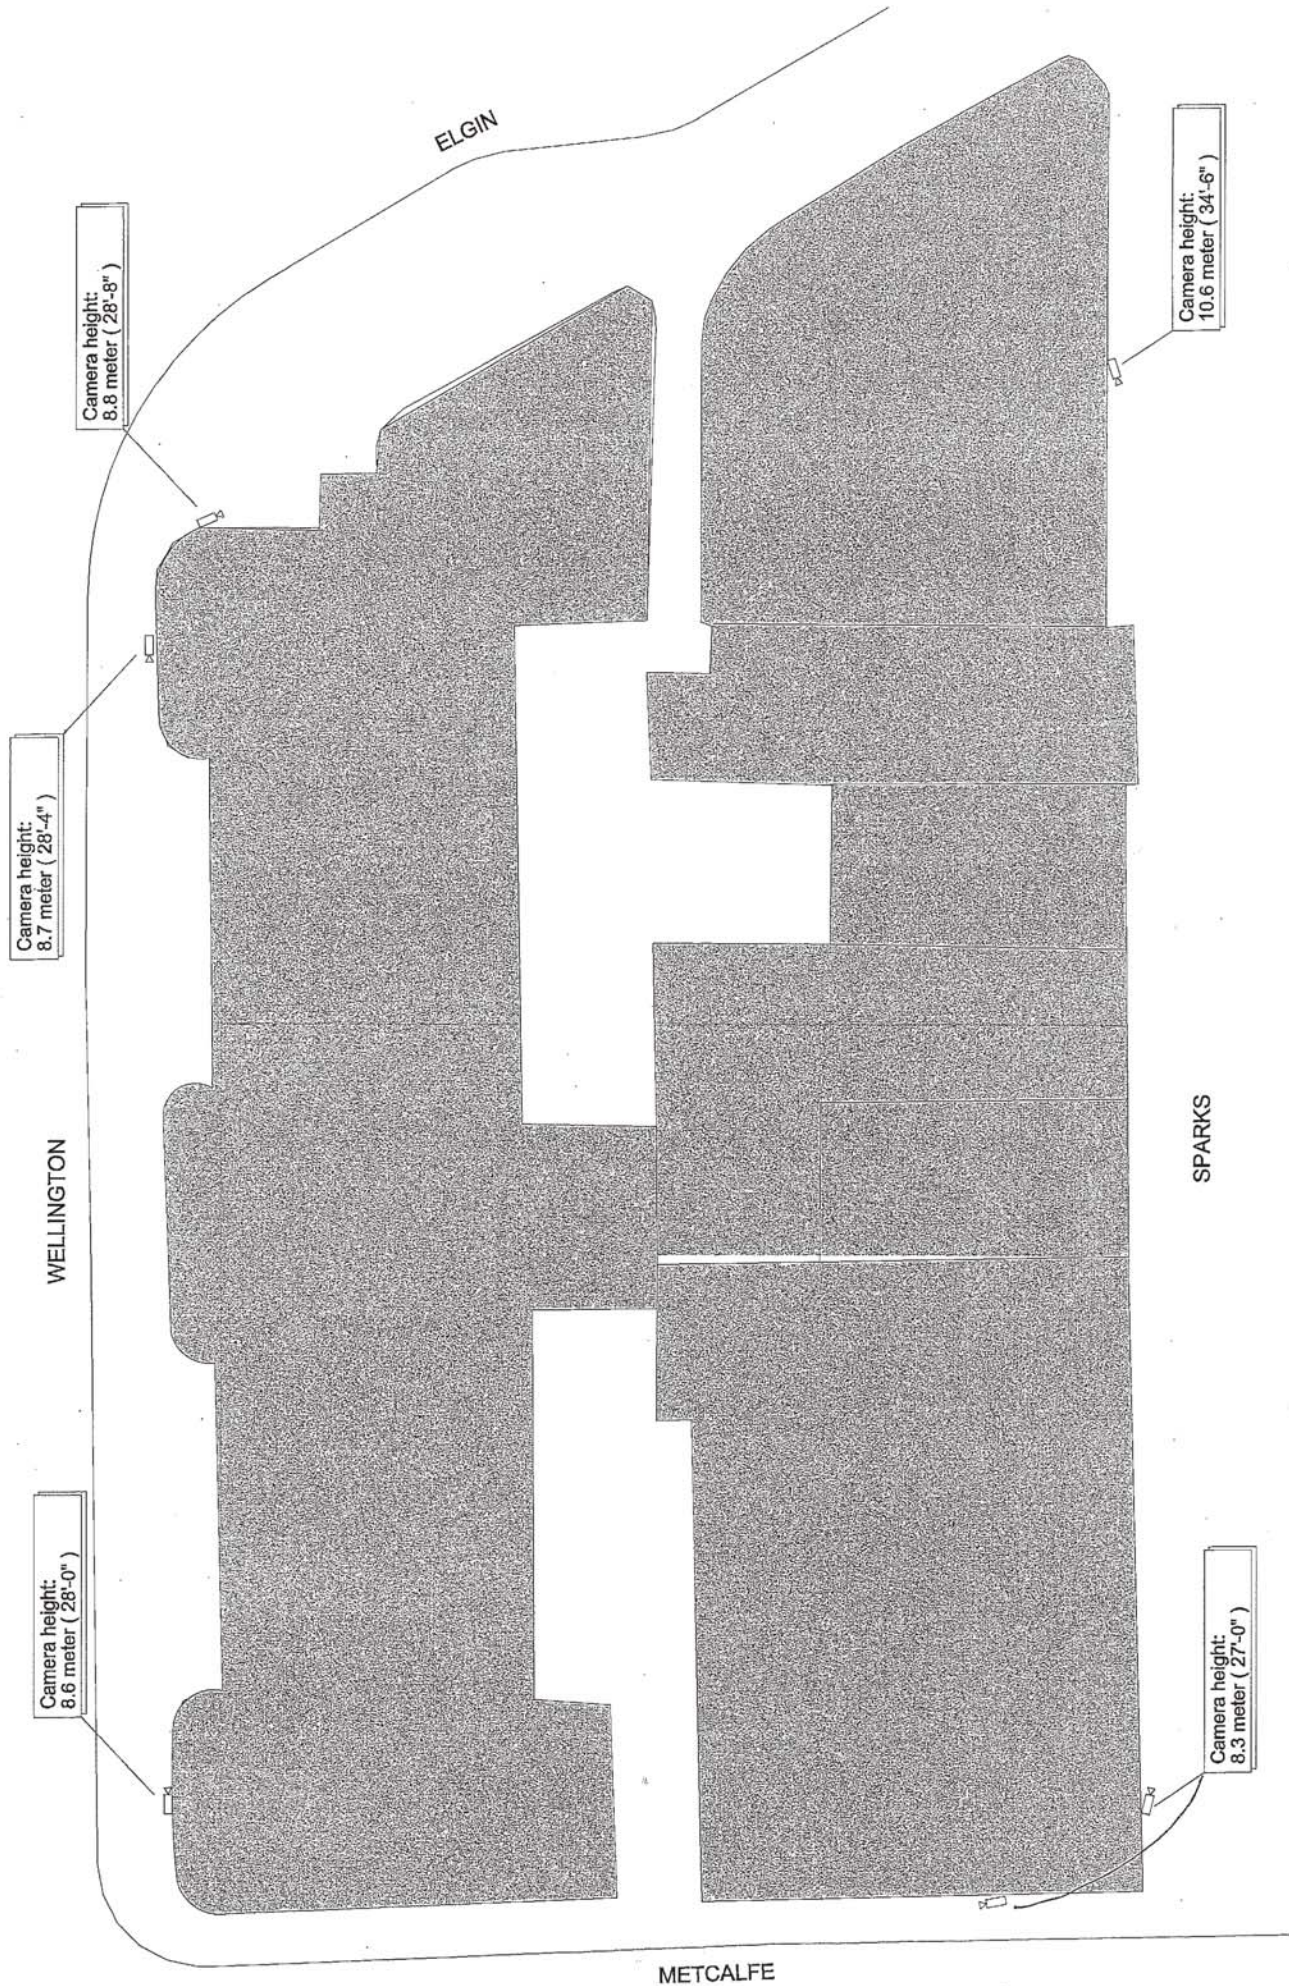 ELGIN
Camera height:
8.8 meter ( 28'-8" )
Camera height:
10.6 meter ( 34'-6" )
Camera height:
8.7 meter ( 28'-4" )
WELLINGTON
SPARKS
Camera height:
8.6 meter ( 28'-0" )
Camera height:
8.3 meter ( 27'-0" )
METCALFE